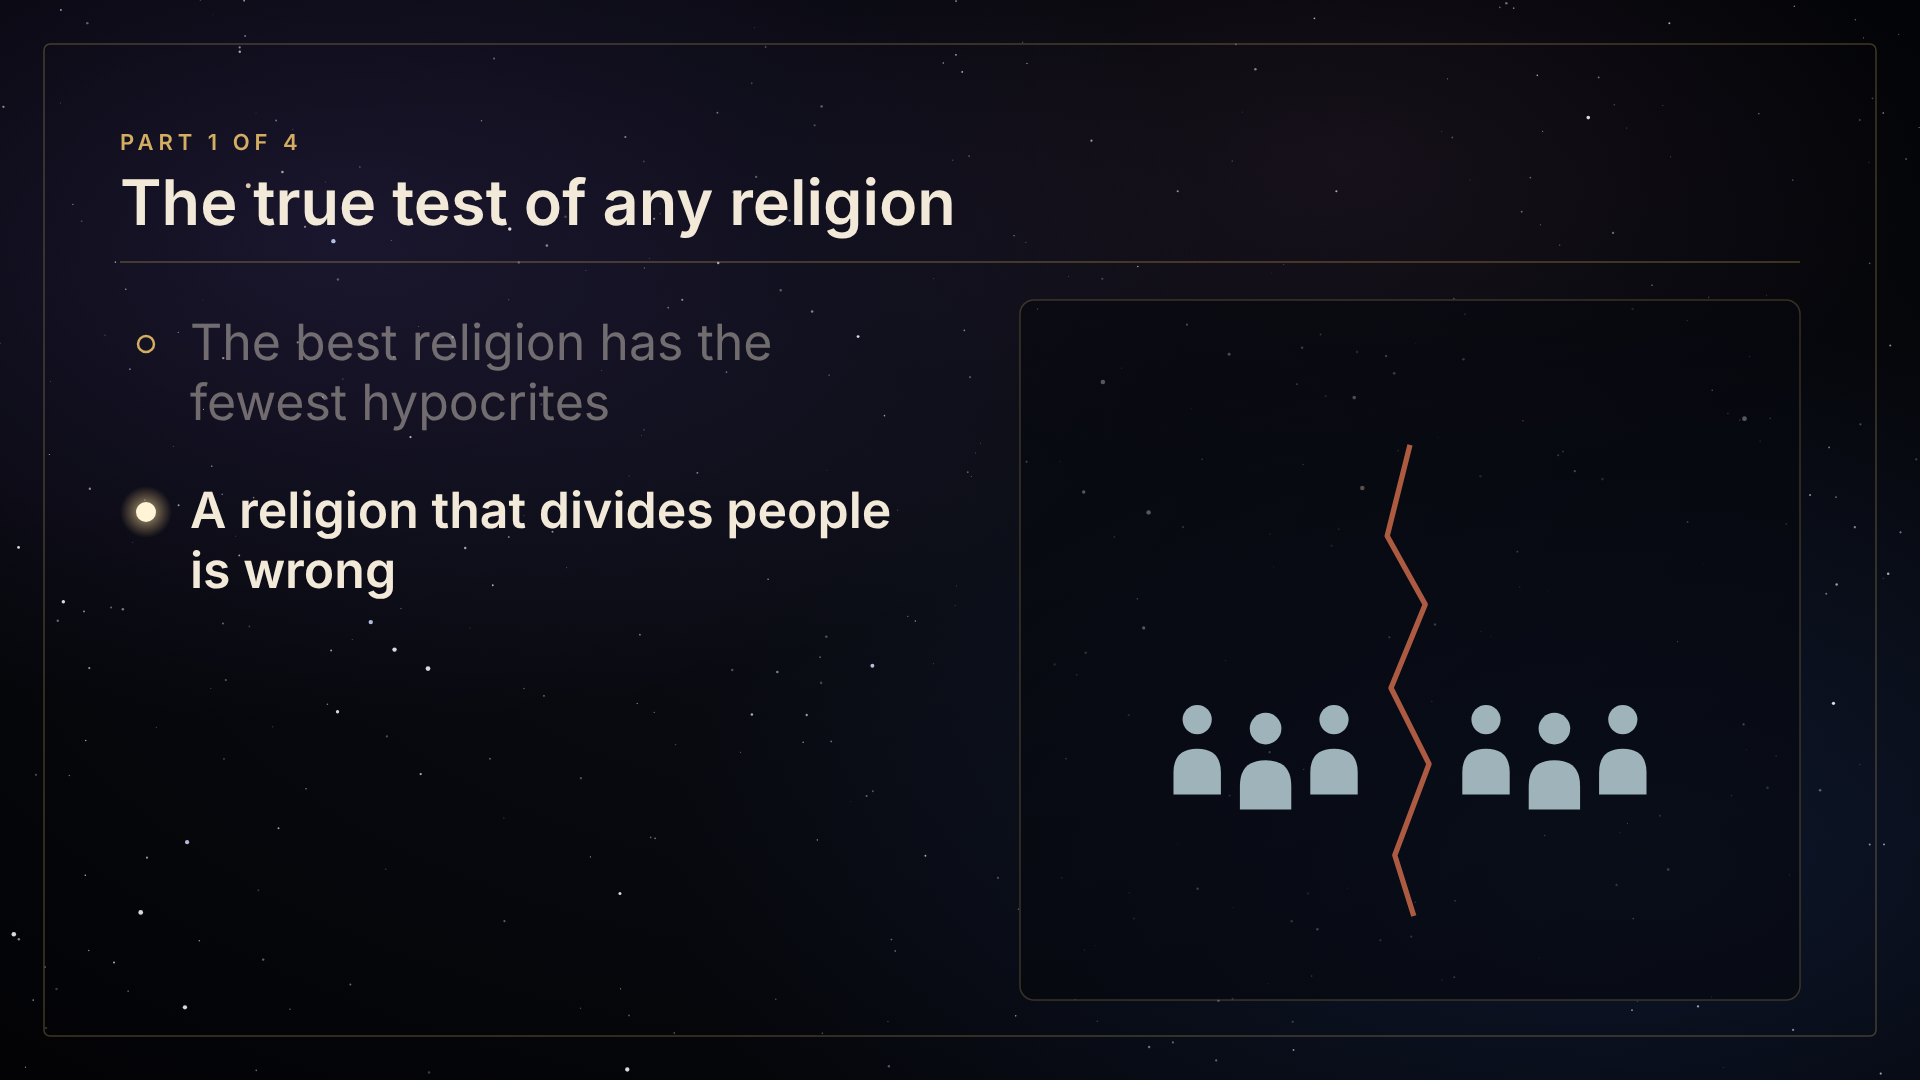 PART 1 OF 4
The true test of any religion
The best religion has the
fewest hypocrites
A religion that divides people
is wrong